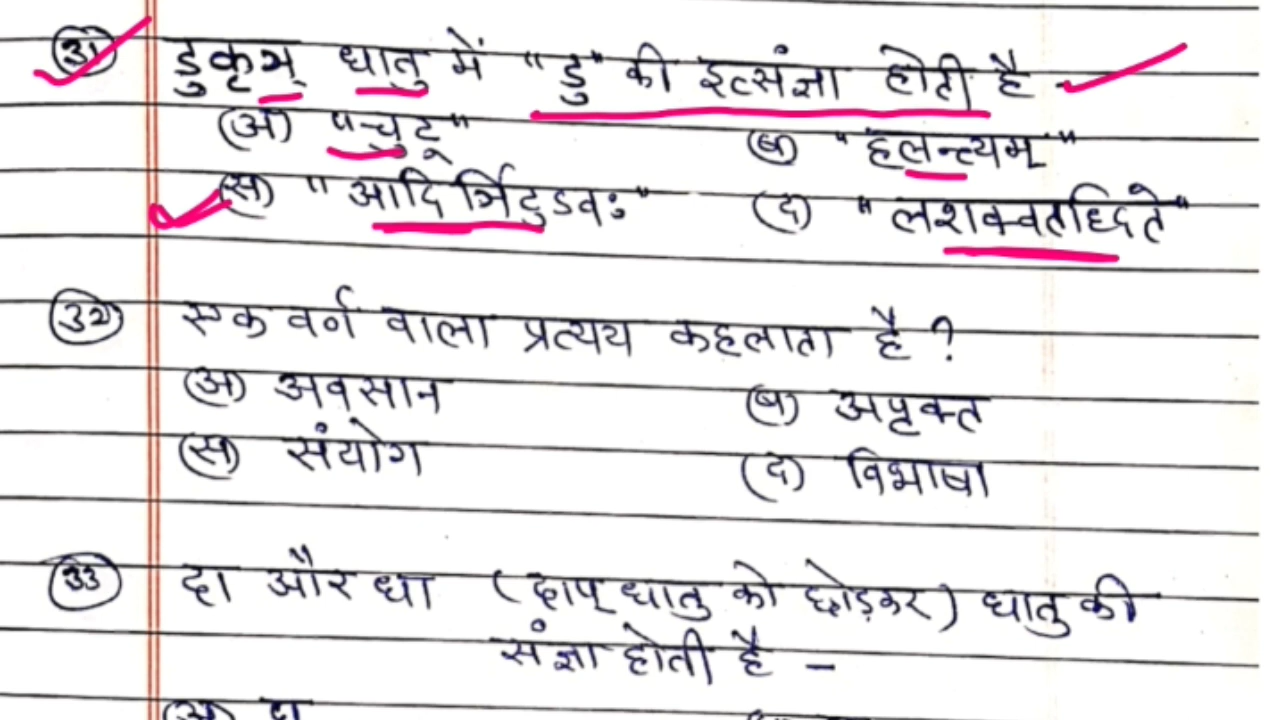 31 डुकृञ् धातु में "डु" की इत्संज्ञा होती है -
(अ) "चुटू" (ब) "हलन्त्यम्"
(स) "आदिर्ञिटुडवः" (द) "लशक्वतद्धिते"
32 एक वर्ण वाला प्रत्यय कहलाता है ?
(अ) अवसान (ब) अपृक्त
(स) संयोग (द) विभाषा
33 दा और धा (दाप् धातु को छोड़कर) धातु की
संज्ञा होती है -
(अ) घ